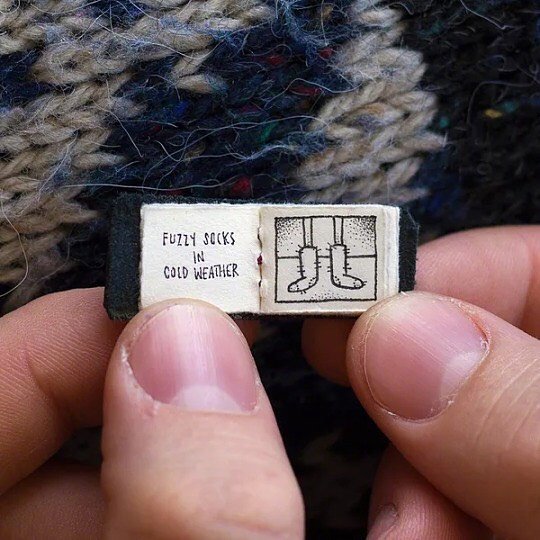 FUZZY SOCKS
IN
COLD WEATHER